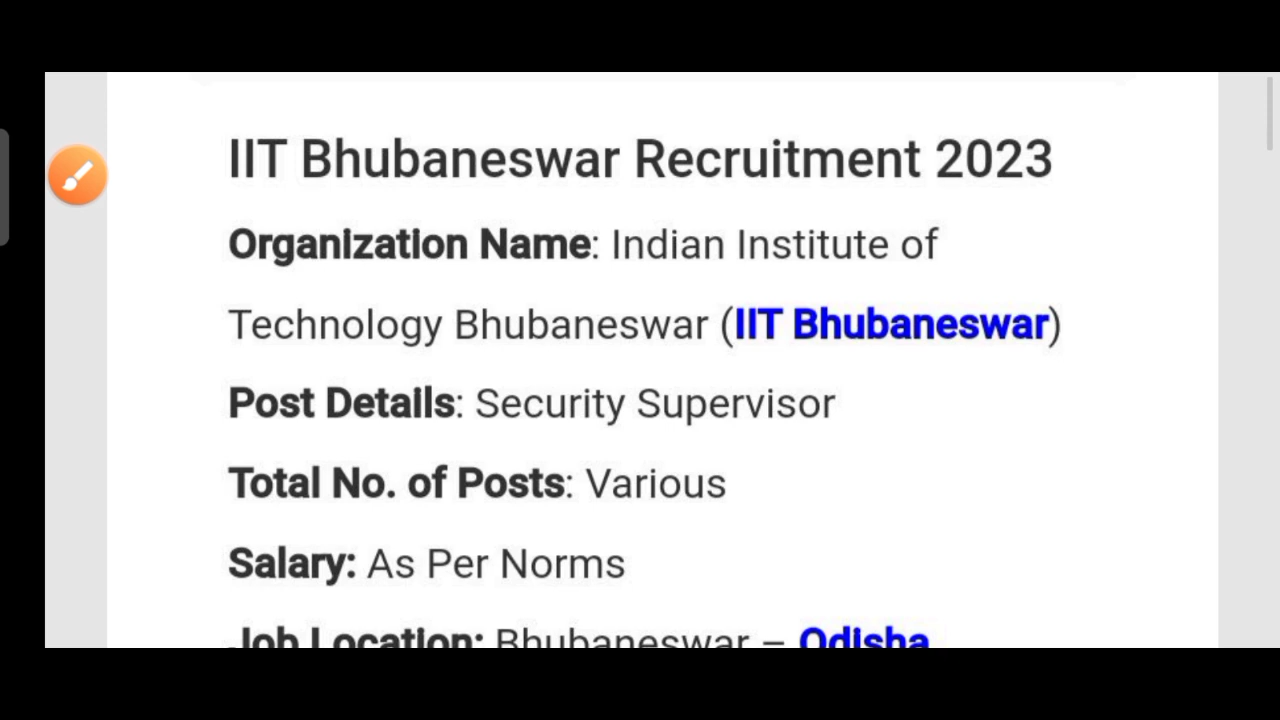 IIT Bhubaneswar Recruitment 2023
Organization Name: Indian Institute of
Technology Bhubaneswar (IIT Bhubaneswar)
Post Details: Security Supervisor
Total No. of Posts: Various
Salary: As Per Norms
Job Location: Bhubaneswar – Odisha